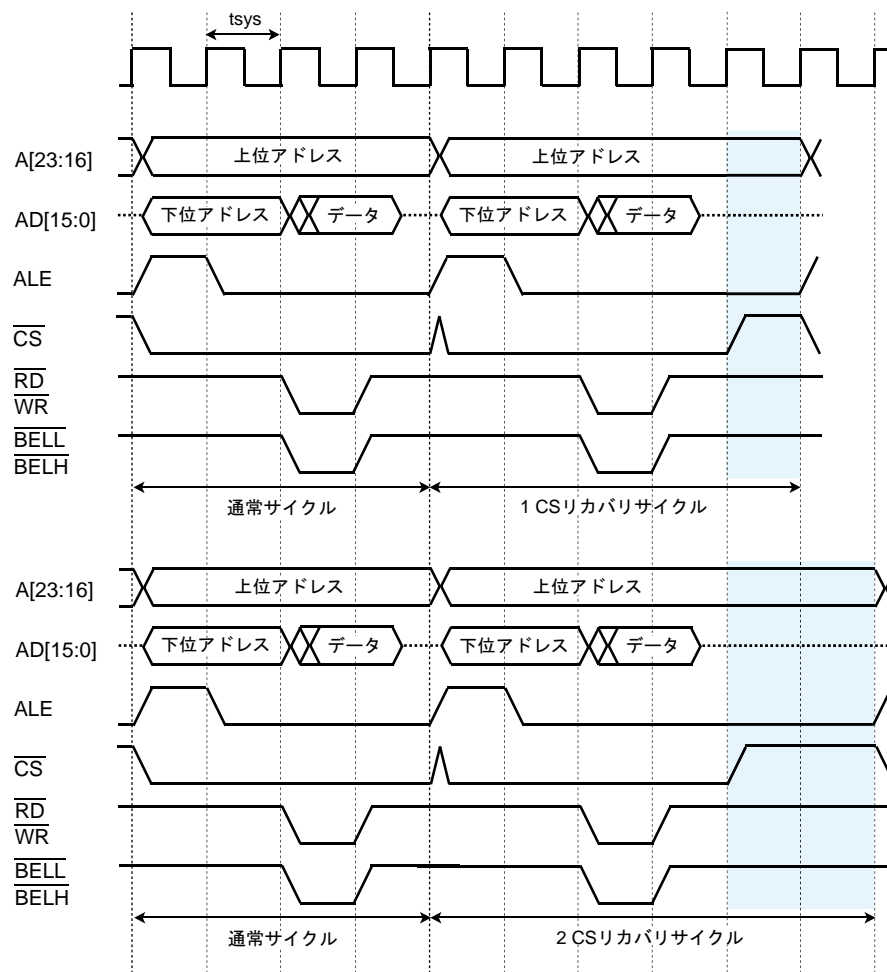 tsys
A[23:16] 上位アドレス 上位アドレス
AD[15:0] 下位アドレス データ 下位アドレス データ
ALE
CS
RD
WR
BELL
BELH
通常サイクル 1 CSリカバリサイクル
A[23:16] 上位アドレス 上位アドレス
AD[15:0] 下位アドレス データ 下位アドレス データ
ALE
CS
RD
WR
BELL
BELH
通常サイクル 2 CSリカバリサイクル